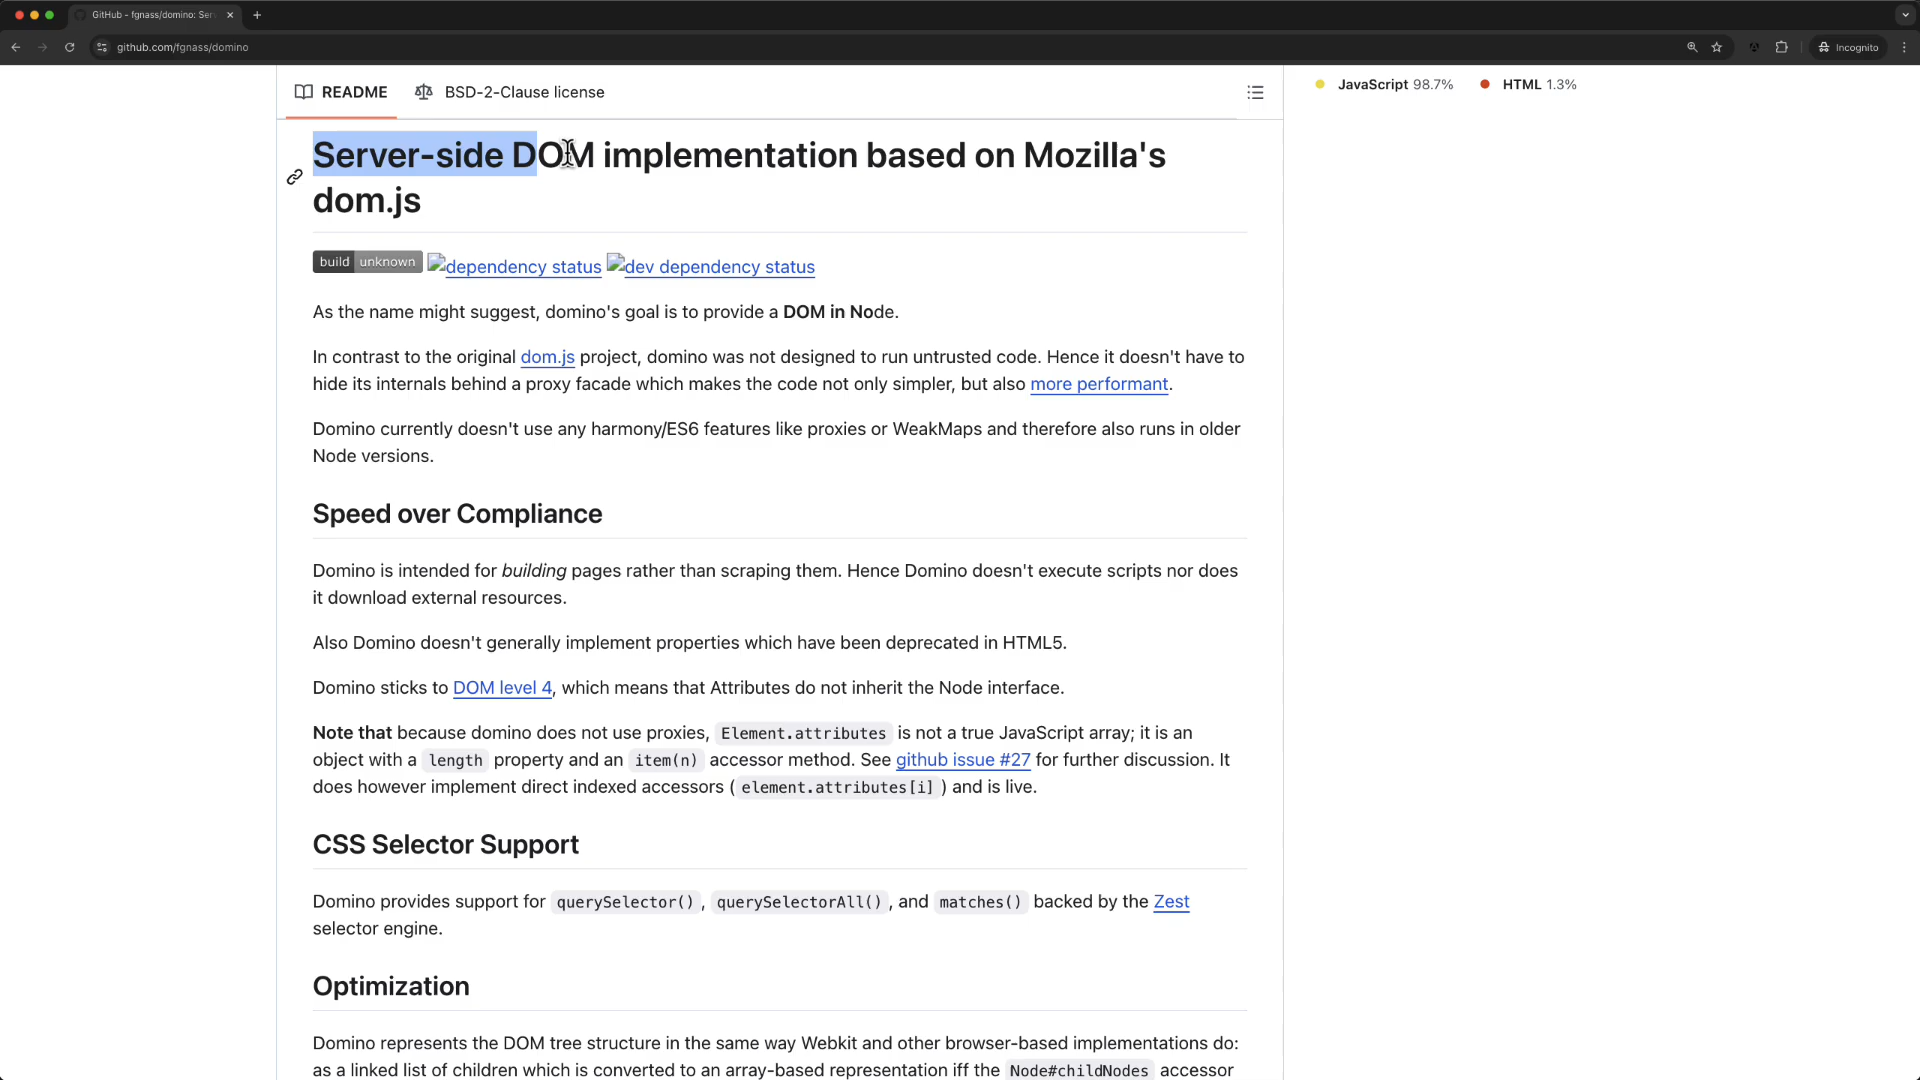 GitHub - fgnass/domino: Ser
github.com/fgnass/domino
Incognito
README
BSD-2-Clause license
JavaScript 98.7%
HTML 1.3%
Server-side DOM implementation based on Mozilla's
dom.js
build unknown dependency status dev dependency status
As the name might suggest, domino's goal is to provide a DOM in Node.
In contrast to the original dom.js project, domino was not designed to run untrusted code. Hence it doesn't have to
hide its internals behind a proxy facade which makes the code not only simpler, but also more performant.
Domino currently doesn't use any harmony/ES6 features like proxies or WeakMaps and therefore also runs in older
Node versions.
Speed over Compliance
Domino is intended for building pages rather than scraping them. Hence Domino doesn't execute scripts nor does
it download external resources.
Also Domino doesn't generally implement properties which have been deprecated in HTML5.
Domino sticks to DOM level 4, which means that Attributes do not inherit the Node interface.
Note that because domino does not use proxies, Element.attributes is not a true JavaScript array; it is an
object with a length property and an item(n) accessor method. See github issue #27 for further discussion. It
does however implement direct indexed accessors ( element.attributes[i] ) and is live.
CSS Selector Support
Domino provides support for querySelector() , querySelectorAll() , and matches() backed by the Zest
selector engine.
Optimization
Domino represents the DOM tree structure in the same way Webkit and other browser-based implementations do:
as a linked list of children which is converted to an array-based representation iff the Node#childNodes accessor